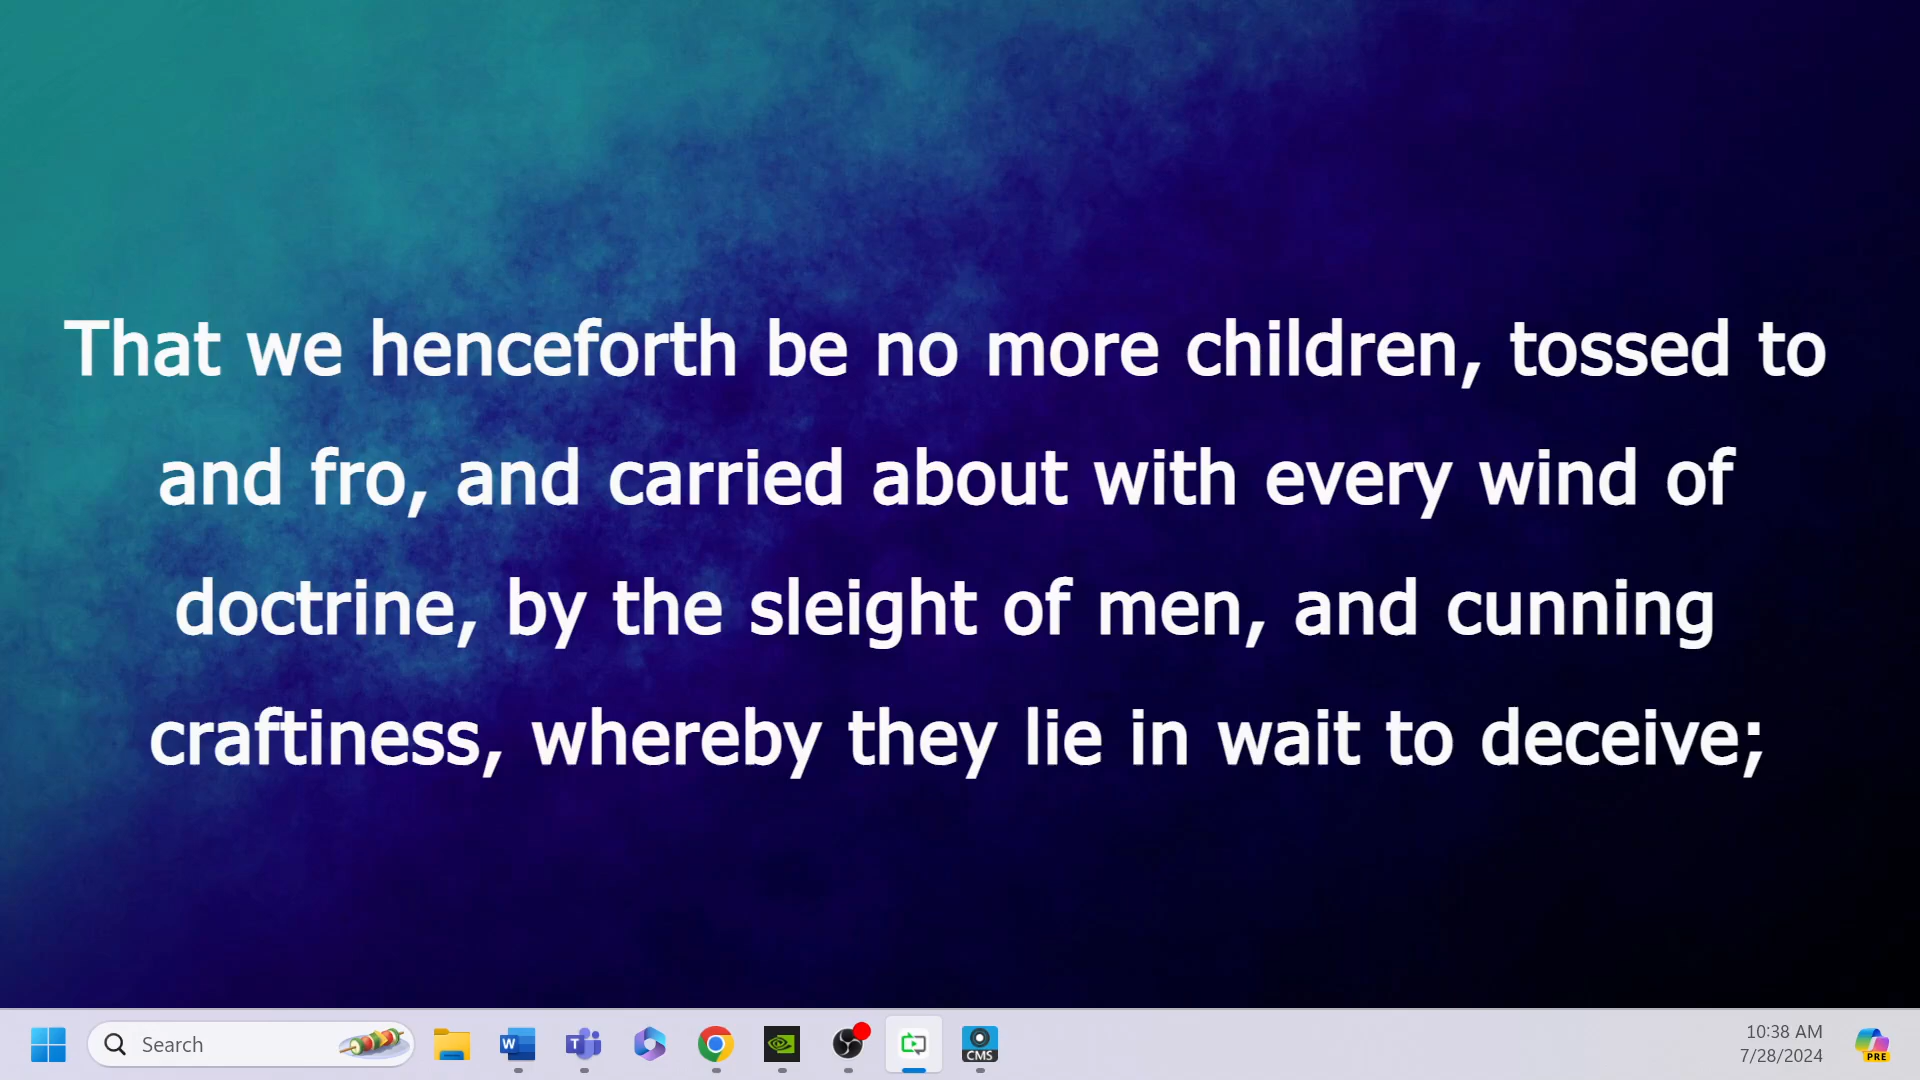 That we henceforth be no more children, tossed to
and fro, and carried about with every wind of
doctrine, by the sleight of men, and cunning
craftiness, whereby they lie in wait to deceive;
Search
W
T
CMS
10:38 AM
7/28/2024
PRE